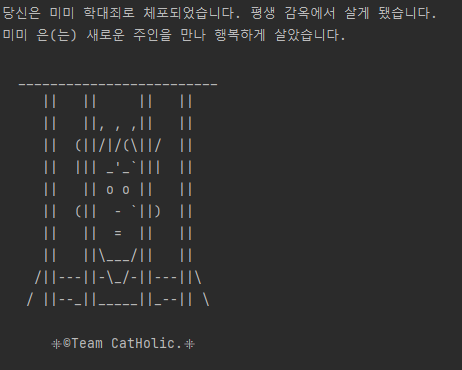 당신은 미미 학대죄로 체포되었습니다. 평생 감옥에서 살게 됐습니다.
미미 은(는) 새로운 주인을 만나 행복하게 살았습니다.
 _________________________
    ||   ||     ||   ||
    ||   ||, , ,||   ||
    ||  (||/|/(\||/  ||
    ||  ||| _'_`|||  ||
    ||   || o o ||   ||
    ||  (||  - `||)  ||
    ||   ||  =  ||   ||
    ||   ||\___/||   ||
   /||---||-\_/-||---||\
  / ||--_||_____||_--|| \
⁜©Team CatHolic.⁜